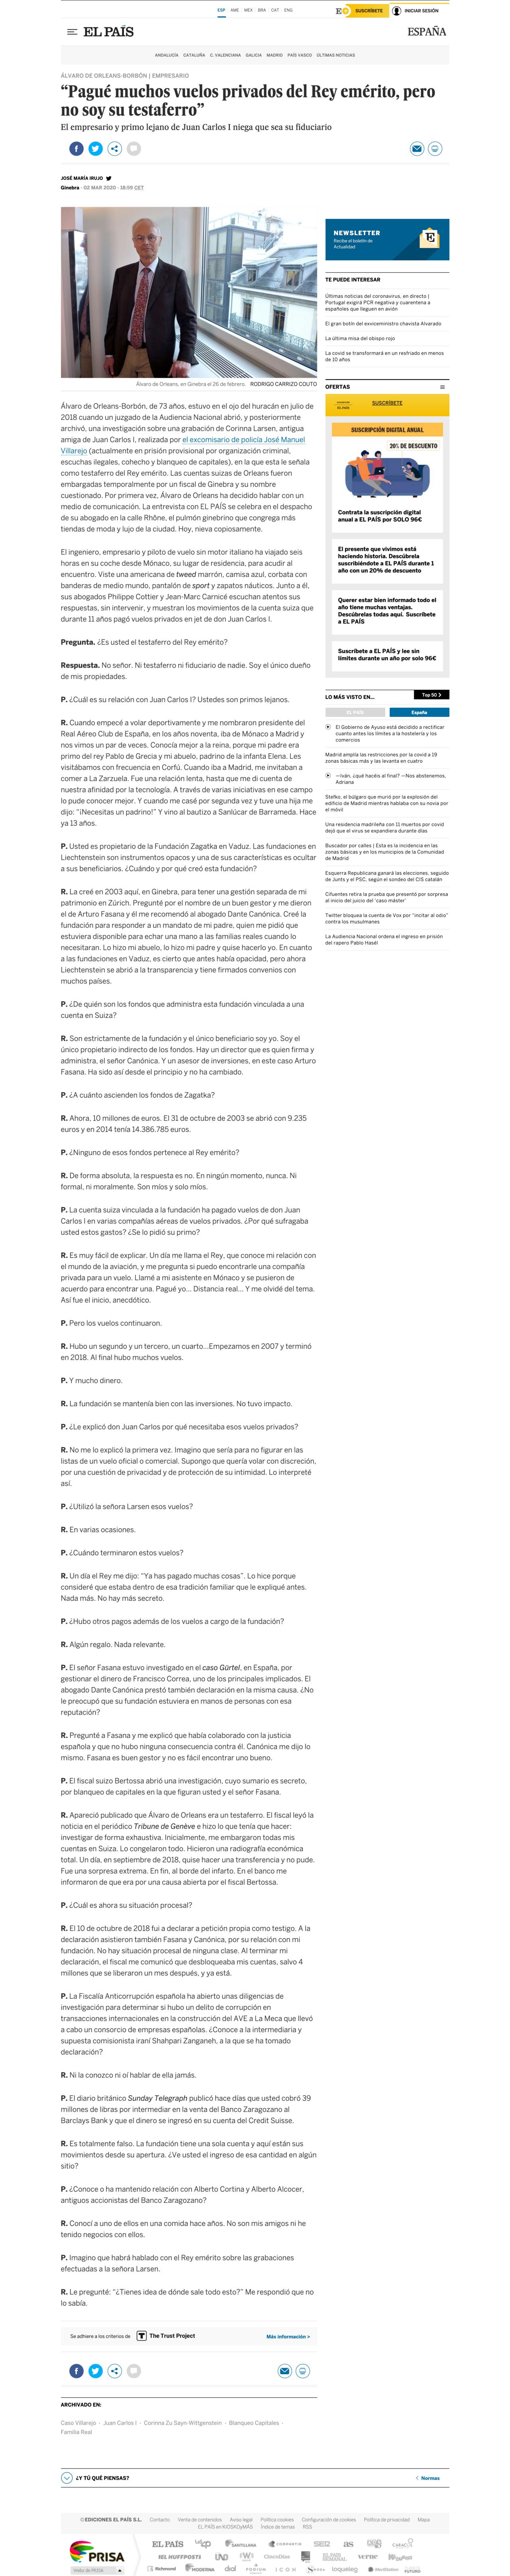 ESP AME MEX BRA CAT ENG
SUSCRÍBETE
INICIAR SESIÓN
EL PAÍS
ESPAÑA
ANDALUCÍA CATALUÑA C. VALENCIANA GALICIA MADRID PAÍS VASCO ÚLTIMAS NOTICIAS
ÁLVARO DE ORLEANS-BORBÓN | EMPRESARIO
“Pagué muchos vuelos privados del Rey emérito, pero
no soy su testaferro”
El empresario y primo lejano de Juan Carlos I niega que sea su fiduciario
JOSÉ MARÍA IRUJO
Ginebra - 02 MAR 2020 - 18:59 CET
Álvaro de Orleans, en Ginebra el 26 de febrero. RODRIGO CARRIZO COUTO
Álvaro de Orleans-Borbón, de 73 años, estuvo en el ojo del huracán en julio de
2018 cuando un juzgado de la Audiencia Nacional abrió, y posteriormente
archivó, una investigación sobre una grabación de Corinna Larsen, antigua
amiga de Juan Carlos I, realizada por el excomisario de policía José Manuel
Villarejo (actualmente en prisión provisional por organización criminal,
escuchas ilegales, cohecho y blanqueo de capitales), en la que esta le señala
como testaferro del Rey emérito. Las cuentas suizas de Orleans fueron
embargadas temporalmente por un fiscal de Ginebra y su nombre
cuestionado. Por primera vez, Álvaro de Orleans ha decidido hablar con un
medio de comunicación. La entrevista con EL PAÍS se celebra en el despacho
de su abogado en la calle Rhône, el pulmón ginebrino que congrega más
tiendas de moda y lujo de la ciudad. Hoy, nieva copiosamente.
El ingeniero, empresario y piloto de vuelo sin motor italiano ha viajado seis
horas en su coche desde Mónaco, su lugar de residencia, para acudir al
encuentro. Viste una americana de tweed marrón, camisa azul, corbata con
banderas de medio mundo, pantalón de sport y zapatos náuticos. Junto a él,
sus abogados Philippe Cottier y Jean-Marc Carnicé escuchan atentos sus
respuestas, sin intervenir, y muestran los movimientos de la cuenta suiza que
durante 11 años pagó vuelos privados en jet de don Juan Carlos I.
Pregunta. ¿Es usted el testaferro del Rey emérito?
Respuesta. No señor. Ni testaferro ni fiduciario de nadie. Soy el único dueño
de mis propiedades.
P. ¿Cuál es su relación con Juan Carlos I? Ustedes son primos lejanos.
R. Cuando empecé a volar deportivamente y me nombraron presidente del
Real Aéreo Club de España, en los años ochenta. Yo vivía en Madrid y nos
vimos un par de veces. Conocía mejor a la reina que al rey. Mi padre era
primo del rey Pablo de Grecia y mi abuelo, padrino en España de la infanta
Elena. Con mi familia tenían relación. Cuando iba a Madrid, me invitaban a
almorzar a La Zarzuela, unas tres veces al año, hasta que me di cuenta de
nuestra afinidad tecnológica. En una exhibición aérea en unas cenas de campo
le pude conocer mejor. Y cuando me casé por segunda vez y tuve una niña me
dijo: “¡Necesitas un padrino!” Y vino al bautizo a Sanlúcar de Barrameda. Hace
ya 13 años.
P. Usted es propietario de la Fundación Zagatka en Vaduz. Las fundaciones de
Liechtenstein son instrumentos opacos y una de sus características es ocultar
a sus beneficiarios. ¿Cuándo y por qué creó esta fundación?
R. La creé en 2003 aquí, en Ginebra, para tener una gestión separada de mi
patrimonio en Zúrich. Pregunté quiénes eran los mejores gestores y me dieron
el de Arturo Fasana y él me recomendó al abogado Dante Canónica para
administrarla. Como no se puede tener una cuenta a nombre de un particular
y que sea hereditaria para echar una mano a familiares creé una estructura
legal. Lo hizo mi abuelo, lo hizo mi padre y yo quise hacerlo yo. En cuanto a
las fundaciones en Vaduz, es cierto que antes había opacidad, pero ahora
Liechtenstein se abrió a la transparencia y tiene firmados convenios con
muchos países.
P. ¿De quién son los fondos que administra esta fundación vinculada a una
cuenta en Suiza?
R. Son estrictamente de la fundación y el único beneficiario soy yo. Soy el
único propietario indirecto de los fondos. Hay un director que es quien firma y
administra, el señor Canónica. Y un asesor de inversiones, en este caso Arturo
Fasana. Ha sido así desde el principio y no ha cambiado.
P. ¿A cuánto ascienden los fondos de Zagatka?
R. Ahora, 10 millones de euros. El 31 de octubre de 2003 se abrió con 9.235
euros y en 2014 tenía 14.386.785 euros.
P. ¿Ninguno de esos fondos pertenece al Rey emérito?
R. De forma absoluta, la respuesta es no. En ningún momento, nunca. Ni
formal, ni moralmente. Son míos y solo míos.
P. La cuenta suiza vinculada a la fundación ha pagado vuelos de don Juan
Carlos I en varias compañías aéreas de vuelos privados. ¿Por qué sufragaba
usted estos gastos? ¿Se lo pidió su primo?
R. Es muy fácil de explicar. Un día me llama el Rey, que conoce mi relación con
el mundo de la aviación, y me pregunta si puedo encontrarle una compañía
privada para un vuelo. Llamé a mi asistente en Mónaco y se pusieron de
acuerdo para encontrar una. Pagué yo... Distancia real... Y me olvidé del tema.
Así fue el inicio, anecdótico.
P. Pero los vuelos continuaron.
R. Hubo un segundo y un tercero, un cuarto...Empezamos en 2007 y terminó
en 2018. Al final hubo muchos vuelos.
P. Y mucho dinero.
R. La fundación se mantenía bien con las inversiones. No tuvo impacto.
P. ¿Le explicó don Juan Carlos por qué necesitaba esos vuelos privados?
R. No me lo explicó la primera vez. Imagino que sería para no figurar en las
listas de un vuelo oficial o comercial. Supongo que quería volar con discreción,
por una cuestión de privacidad y protección de su intimidad. Lo interpreté
así.
P. ¿Utilizó la señora Larsen esos vuelos?
R. En varias ocasiones.
P. ¿Cuándo terminaron estos vuelos?
R. Un día el Rey me dijo: “Ya has pagado muchas cosas”. Lo hice porque
consideré que estaba dentro de esa tradición familiar que le expliqué antes.
Nada más. No hay más secreto.
P. ¿Hubo otros pagos además de los vuelos a cargo de la fundación?
R. Algún regalo. Nada relevante.
P. El señor Fasana estuvo investigado en el caso Gürtel, en España, por
gestionar el dinero de Francisco Correa, uno de los principales implicados. El
abogado Dante Canónica prestó también declaración en la misma causa. ¿No
le preocupó que su fundación estuviera en manos de personas con esa
reputación?
R. Pregunté a Fasana y me explicó que había colaborado con la justicia
española y que no hubo ninguna consecuencia contra él. Canónica me dijo lo
mismo. Fasana es buen gestor y no es fácil encontrar uno bueno.
P. El fiscal suizo Bertossa abrió una investigación, cuyo sumario es secreto,
por blanqueo de capitales en la que figuran usted y el señor Fasana.
R. Apareció publicado que Álvaro de Orleans era un testaferro. El fiscal leyó la
noticia en el periódico Tribune de Genève e hizo lo que tenía que hacer:
investigar de forma exhaustiva. Inicialmente, me embargaron todas mis
cuentas en Suiza. Lo congelaron todo. Hicieron una radiografía económica
total. Un día, en septiembre de 2018, quise hacer una transferencia y no pude.
Fue una sorpresa extrema. En fin, al borde del infarto. En el banco me
informaron de que era por una causa abierta por el fiscal Bertossa.
P. ¿Cuál es ahora su situación procesal?
R. El 10 de octubre de 2018 fui a declarar a petición propia como testigo. A la
declaración asistieron también Fasana y Canónica, por su relación con mi
fundación. No hay situación procesal de ninguna clase. Al terminar mi
declaración, el fiscal me comunicó que desbloqueaba mis cuentas, salvo 4
millones que se liberaron un mes después, y ya está.
P. La Fiscalía Anticorrupción española ha abierto unas diligencias de
investigación para determinar si hubo un delito de corrupción en
transacciones internacionales en la construcción del AVE a La Meca que llevó
a cabo un consorcio de empresas españolas. ¿Conoce a la intermediaria y
supuesta comisionista iraní Shahpari Zanganeh, a la que se ha tomado
declaración?
R. Ni la conozco ni oí hablar de ella jamás.
P. El diario británico Sunday Telegraph publicó hace días que usted cobró 39
millones de libras por intermediar en la venta del Banco Zaragozano al
Barclays Bank y que el dinero se ingresó en su cuenta del Credit Suisse.
R. Es totalmente falso. La fundación tiene una sola cuenta y aquí están sus
movimientos desde su apertura. ¿Ve usted el ingreso de esa cantidad en algún
sitio?
P. ¿Conoce o ha mantenido relación con Alberto Cortina y Alberto Alcocer,
antiguos accionistas del Banco Zaragozano?
R. Conocí a uno de ellos en una comida hace años. No son mis amigos ni he
tenido negocios con ellos.
P. Imagino que habrá hablado con el Rey emérito sobre las grabaciones
efectuadas a la señora Larsen.
R. Le pregunté: “¿Tienes idea de dónde sale todo esto?” Me respondió que no
lo sabía.
Se adhiere a los criterios de The Trust Project Más información >
ARCHIVADO EN:
Caso Villarejo · Juan Carlos I · Corinna Zu Sayn-Wittgenstein · Blanqueo Capitales ·
Familia Real
NEWSLETTER
Recibe el boletín de
Actualidad
TE PUEDE INTERESAR
Últimas noticias del coronavirus, en directo |
Portugal exigirá PCR negativa y cuarentena a
españoles que lleguen en avión
El gran botín del exviceministro chavista Alvarado
La última misa del obispo rojo
La covid se transformará en un resfriado en menos
de 10 años
OFERTAS
EL PAÍS
SUSCRÍBETE
SUSCRIPCIÓN DIGITAL ANUAL
20% DE DESCUENTO
Contrata la suscripción digital
anual a EL PAÍS por SOLO 96€
El presente que vivimos está
haciendo historia. Descúbrela
suscribiéndote a EL PAÍS durante 1
año con un 20% de descuento
Querer estar bien informado todo el
año tiene muchas ventajas.
Descúbrelas todas aquí. Suscríbete
a EL PAÍS
Suscríbete a EL PAÍS y lee sin
límites durante un año por solo 96€
LO MÁS VISTO EN...
Top 50
EL PAÍS
España
El Gobierno de Ayuso está decidido a rectificar
cuanto antes los límites a la hostelería y los
comercios
Madrid amplía las restricciones por la covid a 19
zonas básicas más y las levanta en cuatro
—Iván, ¿qué hacéis al final? —Nos abstenemos,
Adriana
Stefko, el búlgaro que murió por la explosión del
edificio de Madrid mientras hablaba con su novia por
el móvil
Una residencia madrileña con 11 muertos por covid
dejó que el virus se expandiera durante días
Buscador por calles | Esta es la incidencia en las
zonas básicas y en los municipios de la Comunidad
de Madrid
Esquerra Republicana ganará las elecciones, seguido
de Junts y el PSC, según el sondeo del CIS catalán
Cifuentes retira la prueba que presentó por sorpresa
al inicio del juicio del ‘caso máster’
Twitter bloquea la cuenta de Vox por “incitar al odio”
contra los musulmanes
La Audiencia Nacional ordena el ingreso en prisión
del rapero Pablo Hasél
¿Y TÚ QUÉ PIENSAS?
Normas
© EDICIONES EL PAÍS S.L. Contacto Venta de contenidos Aviso legal Política cookies Configuración de cookies Política de privacidad Mapa
EL PAÍS en KIOSKOyMÁS Índice de temas RSS
PRISA
Webs de PRISA
EL PAÍS
SANTILLANA
COMPARTIR
SER
as
CARACOL
EL HUFFPOST
W
CincoDías
EL PAÍS SEMANAL
verne
Richmond
MODERNA
dial
ICON
loqueleo
FUTURO